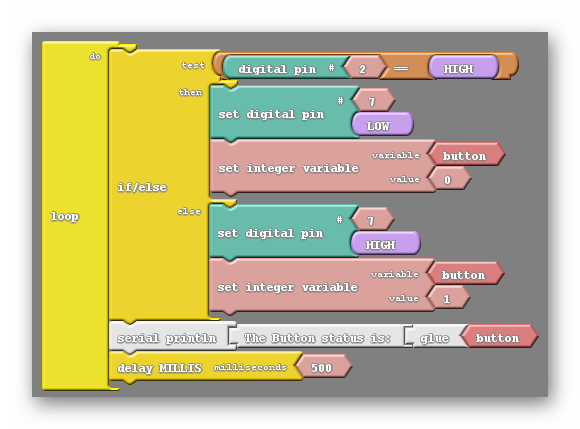 do
test
digital pin # 2 == HIGH
then
set digital pin # 7
LOW
set integer variable variable button
value 0
if/else
else
loop
set digital pin # 7
HIGH
set integer variable variable button
value 1
serial println The Button status is: glue button
delay MILLIS milliseconds 500